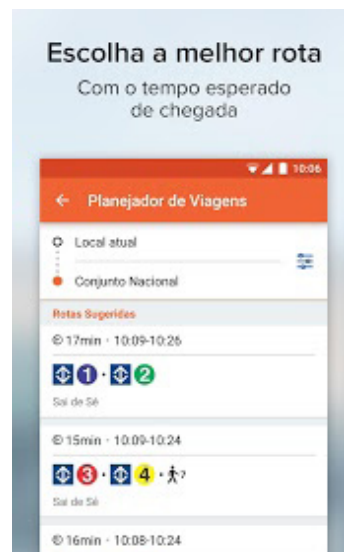 Escolha a melhor rota
Com o tempo esperado
de chegada
10:06
Planejador de Viagens
Local atual
Conjunto Nacional
Rotas Sugeridas
17min · 10:09-10:26
1 · 2
Sai de Sé
15min · 10:09-10:24
3 · 4 · 7
Sai de Sé
16min · 10:08-10:24